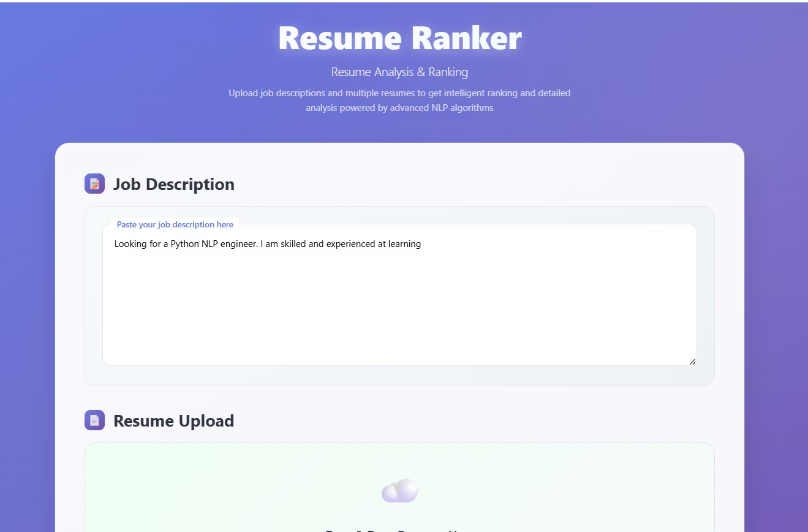 Resume Ranker
Resume Analysis & Ranking
Upload job descriptions and multiple resumes to get intelligent ranking and detailed
analysis powered by advanced NLP algorithms
Job Description
Paste your job description here
Looking for a Python NLP engineer. I am skilled and experienced at learning
Resume Upload